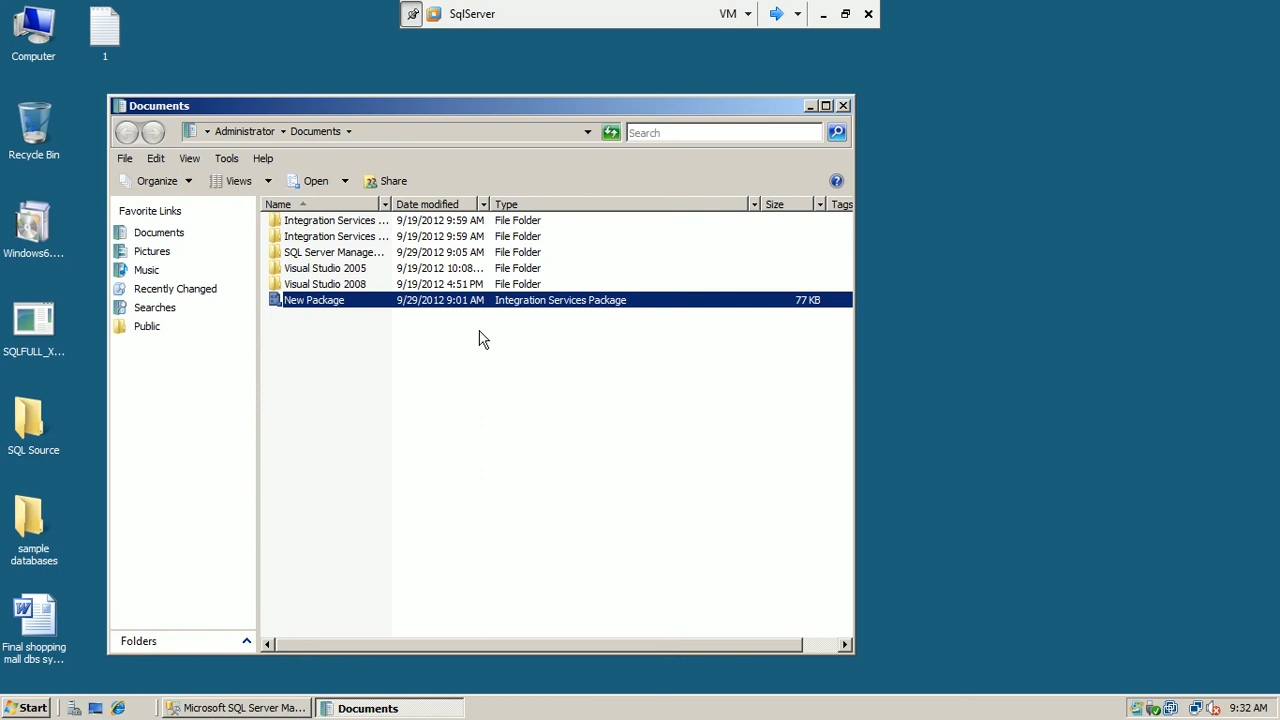 SqlServer VM
Computer
1
Recycle Bin
Windows6....
SQLFULL_X...
SQL Source
sample
databases
Final shopping
mall dbs sy...
Documents
Administrator Documents Search
File Edit View Tools Help
Organize Views Open Share
Favorite Links
Documents
Pictures
Music
Recently Changed
Searches
Public
Folders
Name Date modified Type Size Tags
Integration Services ... 9/19/2012 9:59 AM File Folder
Integration Services ... 9/19/2012 9:59 AM File Folder
SQL Server Manage... 9/29/2012 9:05 AM File Folder
Visual Studio 2005 9/19/2012 10:08... File Folder
Visual Studio 2008 9/19/2012 4:51 PM File Folder
New Package 9/29/2012 9:01 AM Integration Services Package 77 KB
Start Microsoft SQL Server Ma... Documents 9:32 AM